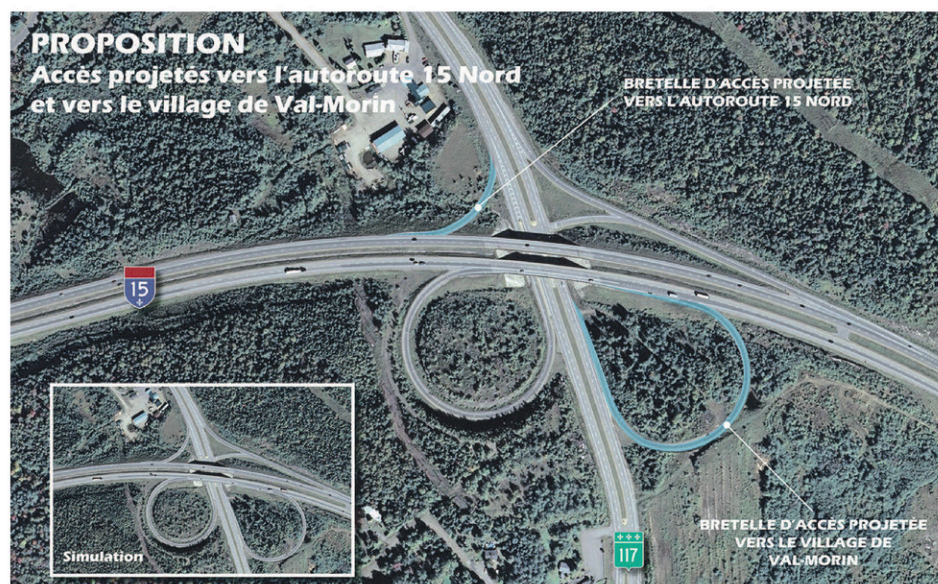 PROPOSITION
Accès projetés vers l'autoroute 15 Nord
et vers le village de Val-Morin
BRETELLE D'ACCÈS PROJETÉE
VERS L'AUTOROUTE 15 NORD
15
Simulation
117
BRETELLE D'ACCÈS PROJETÉE
VERS LE VILLAGE DE
VAL-MORIN